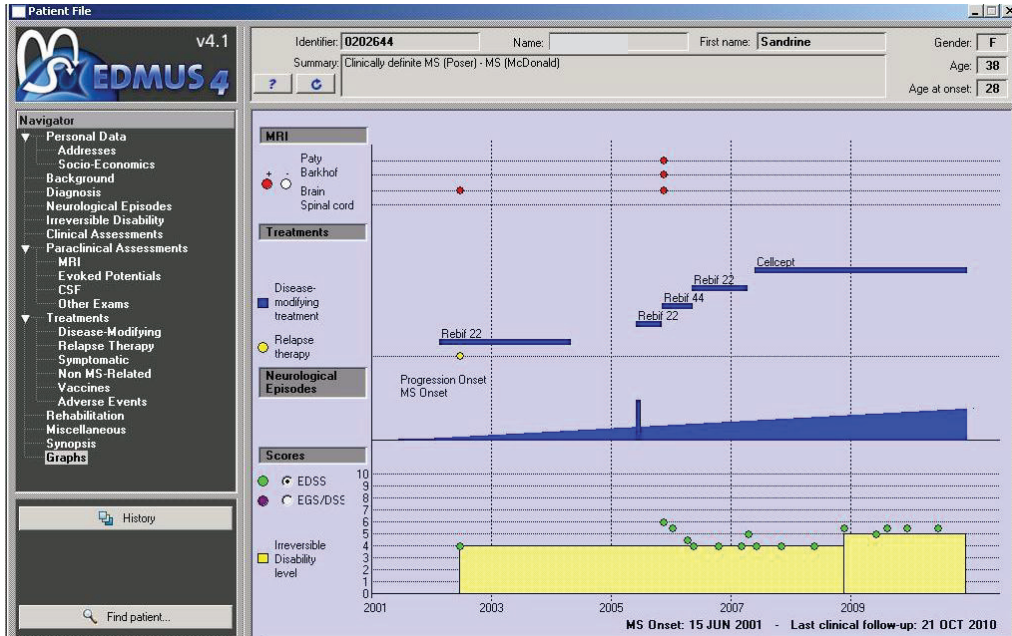 Patient File
v4.1
EDMUS 4
Identifier: 0202644 Name: First name: Sandrine Gender: F
Summary: Clinically definite MS (Poser) - MS (McDonald) Age: 38
? Age at onset: 28
Navigator
Personal Data
Addresses
Socio-Economics
Background
Diagnosis
Neurological Episodes
Irreversible Disability
Clinical Assessments
Paraclinical Assessments
MRI
Evoked Potentials
CSF
Other Exams
Treatments
Disease-Modifying
Relapse Therapy
Symptomatic
Non MS-Related
Vaccines
Adverse Events
Rehabilitation
Miscellaneous
Synopsis
Graphs
History
Find patient...
MRI
+ -
Paty
Barkhof
Brain
Spinal cord
Treatments
Disease-
modifying
treatment
Relapse
therapy
Cellcept
Rebif 22
Rebif 44
Rebif 22
Rebif 22
Neurological
Episodes
Progression Onset
MS Onset
Scores
EDSS
EGS/DSS
Irreversible
Disability
level
10
9
8
7
6
5
4
3
2
1
0
2001 2003 2005 2007 2009
MS Onset: 15 JUN 2001 - Last clinical follow-up: 21 OCT 2010